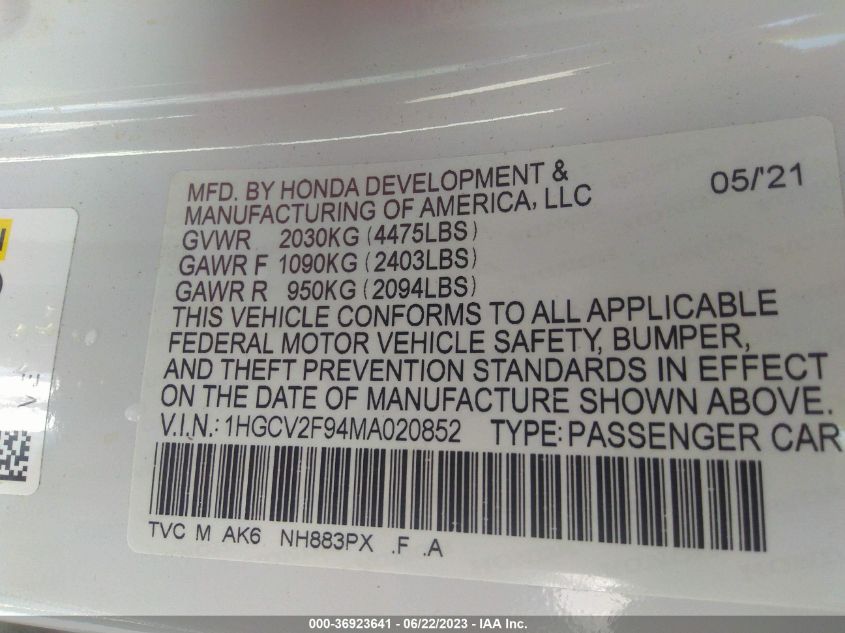 MFD. BY HONDA DEVELOPMENT & 05/'21
MANUFACTURING OF AMERICA, LLC
GVWR 2030KG (4475LBS)
GAWR F 1090KG (2403LBS)
GAWR R 950KG (2094LBS)
THIS VEHICLE CONFORMS TO ALL APPLICABLE
FEDERAL MOTOR VEHICLE SAFETY, BUMPER,
AND THEFT PREVENTION STANDARDS IN EFFECT
ON THE DATE OF MANUFACTURE SHOWN ABOVE.
V.I.N.: 1HGCV2F94MA020852 TYPE: PASSENGER CAR
TVC M AK6 NH883PX .F .A
000-36923641 - 06/22/2023 - IAA Inc.